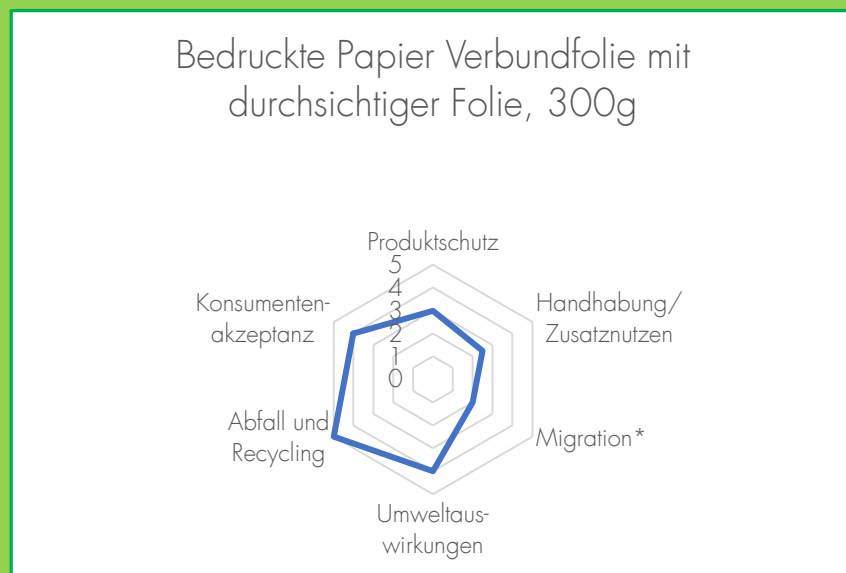 Bedruckte Papier Verbundfolie mit
durchsichtiger Folie, 300g
Produktschutz
5
4
3
2
1
0
Handhabung/
Zusatznutzen
Migration*
Umweltaus-
wirkungen
Abfall und
Recycling
Konsumenten-
akzeptanz